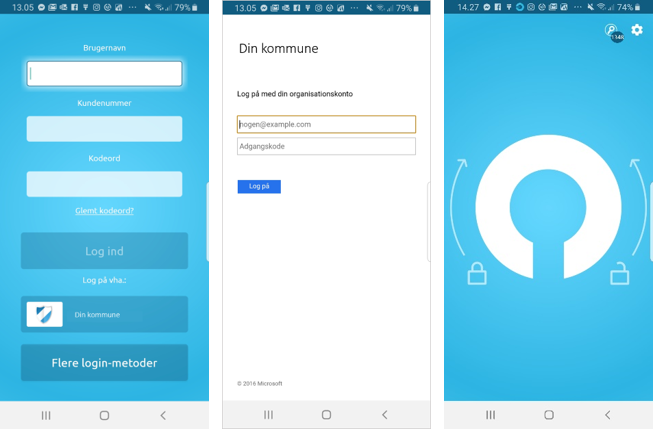 13.05
79%
Brugernavn
Kundenummer
Kodeord
Glemt kodeord?
Log ind
Log på vha.:
Din kommune
Flere login-metoder
13.05
79%
Din kommune
Log på med din organisationskonto
nogen@example.com
Adgangskode
Log på
© 2016 Microsoft
14.27
74%
1148